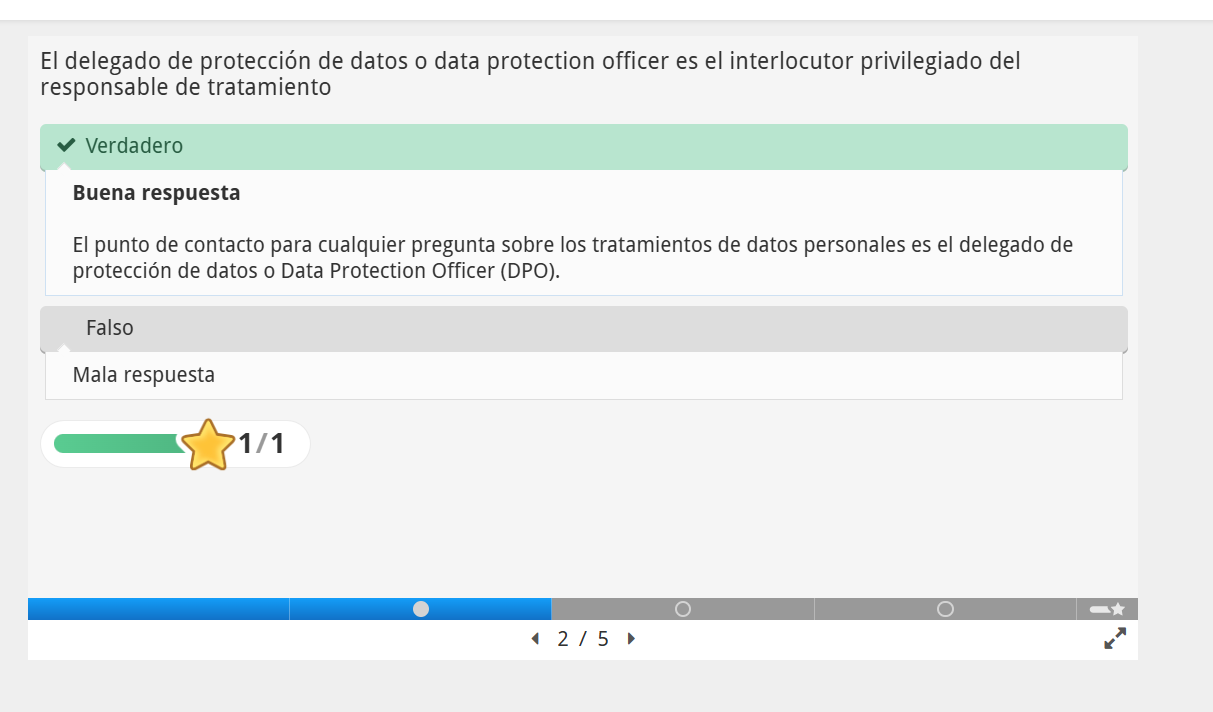 El delegado de protección de datos o data protection officer es el interlocutor privilegiado del
responsable de tratamiento
Verdadero
Buena respuesta
El punto de contacto para cualquier pregunta sobre los tratamientos de datos personales es el delegado de
protección de datos o Data Protection Officer (DPO).
Falso
Mala respuesta
1/1
2 / 5